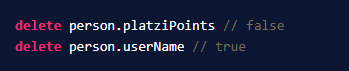 delete person.platziPoints // false
delete person.userName // true